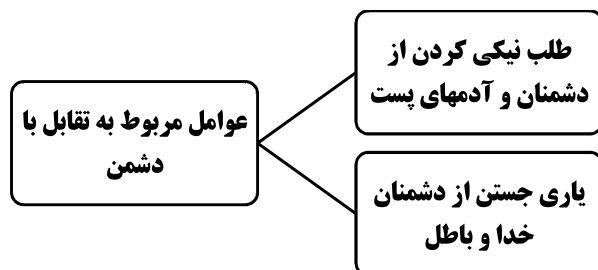 طلب نیکی کردن از
دشمنان و آدمهای پست
عوامل مربوط به تقابل با
دشمن
یاری جستن از دشمنان
خدا و باطل